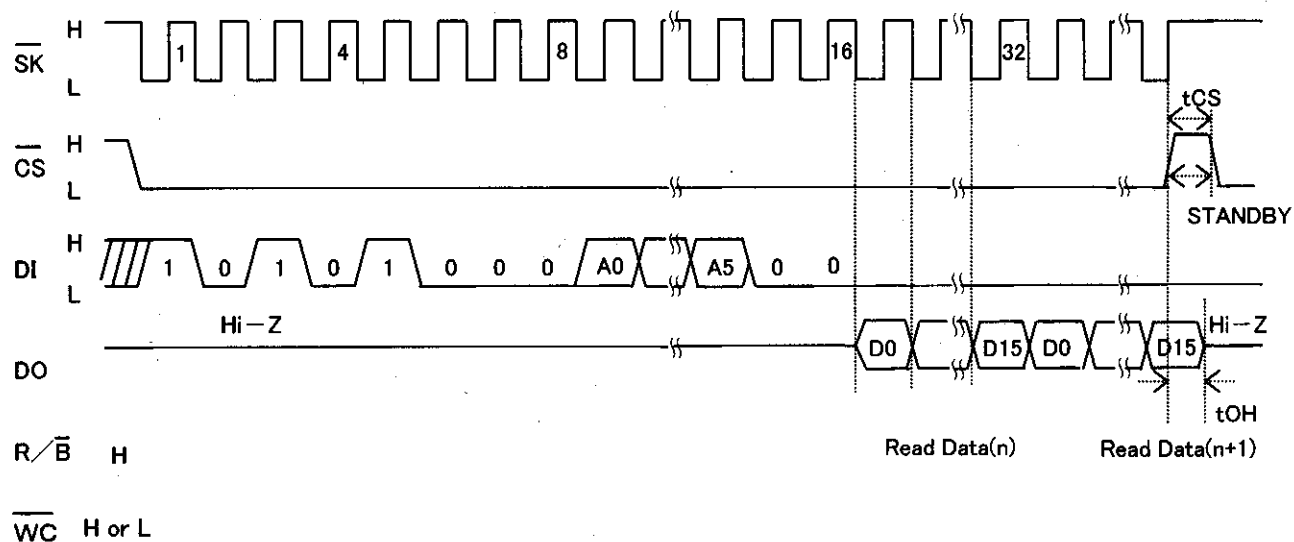 H
SK
L
1 4 8 16 32
tCS
H
CS
L
STANDBY
H
DI
L
1 0 1 0 1 0 0 0 A0 A5 0 0
Hi-Z
DO
D0 D15 D0 D15
Hi-Z
tOH
R/B H
Read Data(n) Read Data(n+1)
WC H or L